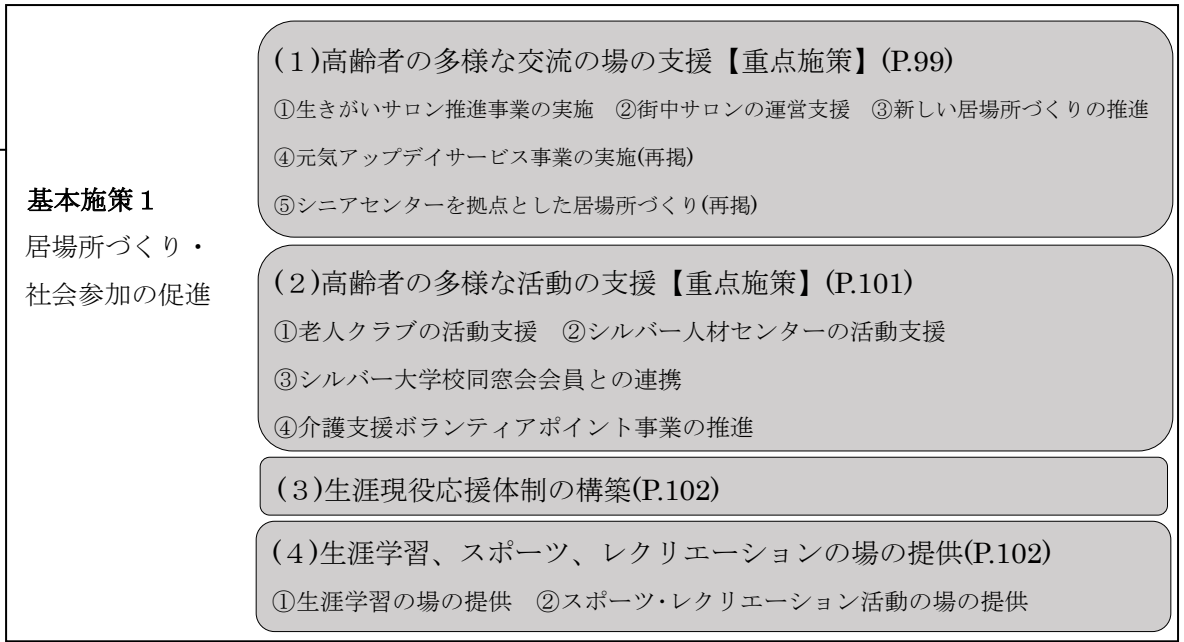 基本施策１
居場所づくり・
社会参加の促進
(１)高齢者の多様な交流の場の支援【重点施策】(P.99)
①生きがいサロン推進事業の実施　②街中サロンの運営支援　③新しい居場所づくりの推進
④元気アップデイサービス事業の実施(再掲)
⑤シニアセンターを拠点とした居場所づくり(再掲)
(２)高齢者の多様な活動の支援【重点施策】(P.101)
①老人クラブの活動支援　②シルバー人材センターの活動支援
③シルバー大学校同窓会会員との連携
④介護支援ボランティアポイント事業の推進
(３)生涯現役応援体制の構築(P.102)
(４)生涯学習、スポーツ、レクリエーションの場の提供(P.102)
①生涯学習の場の提供　②スポーツ・レクリエーション活動の場の提供